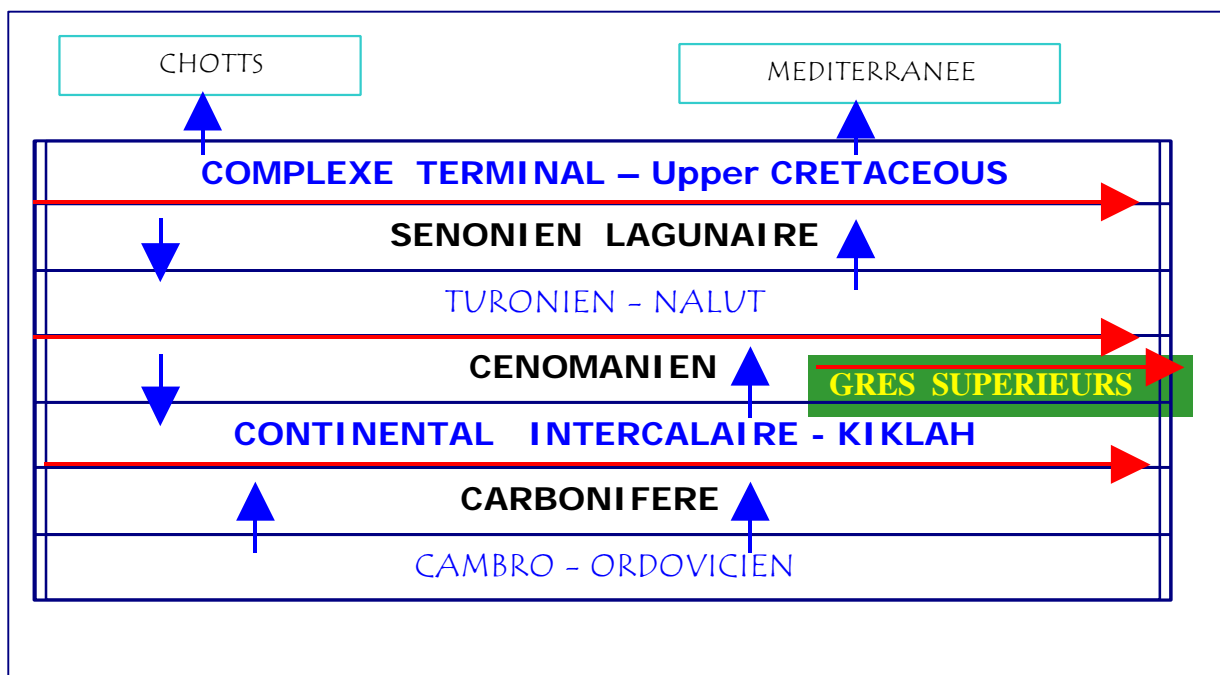 CHOTTS
MEDITERRANEE
COMPLEXE TERMINAL – Upper CRETACEOUS
SENONIEN LAGUNAIRE
TURONIEN - NALUT
CENOMANIEN
GRES SUPERIEURS
CONTINENTAL INTERCALAIRE - KIKLAH
CARBONIFERE
CAMBRO - ORDOVICIEN